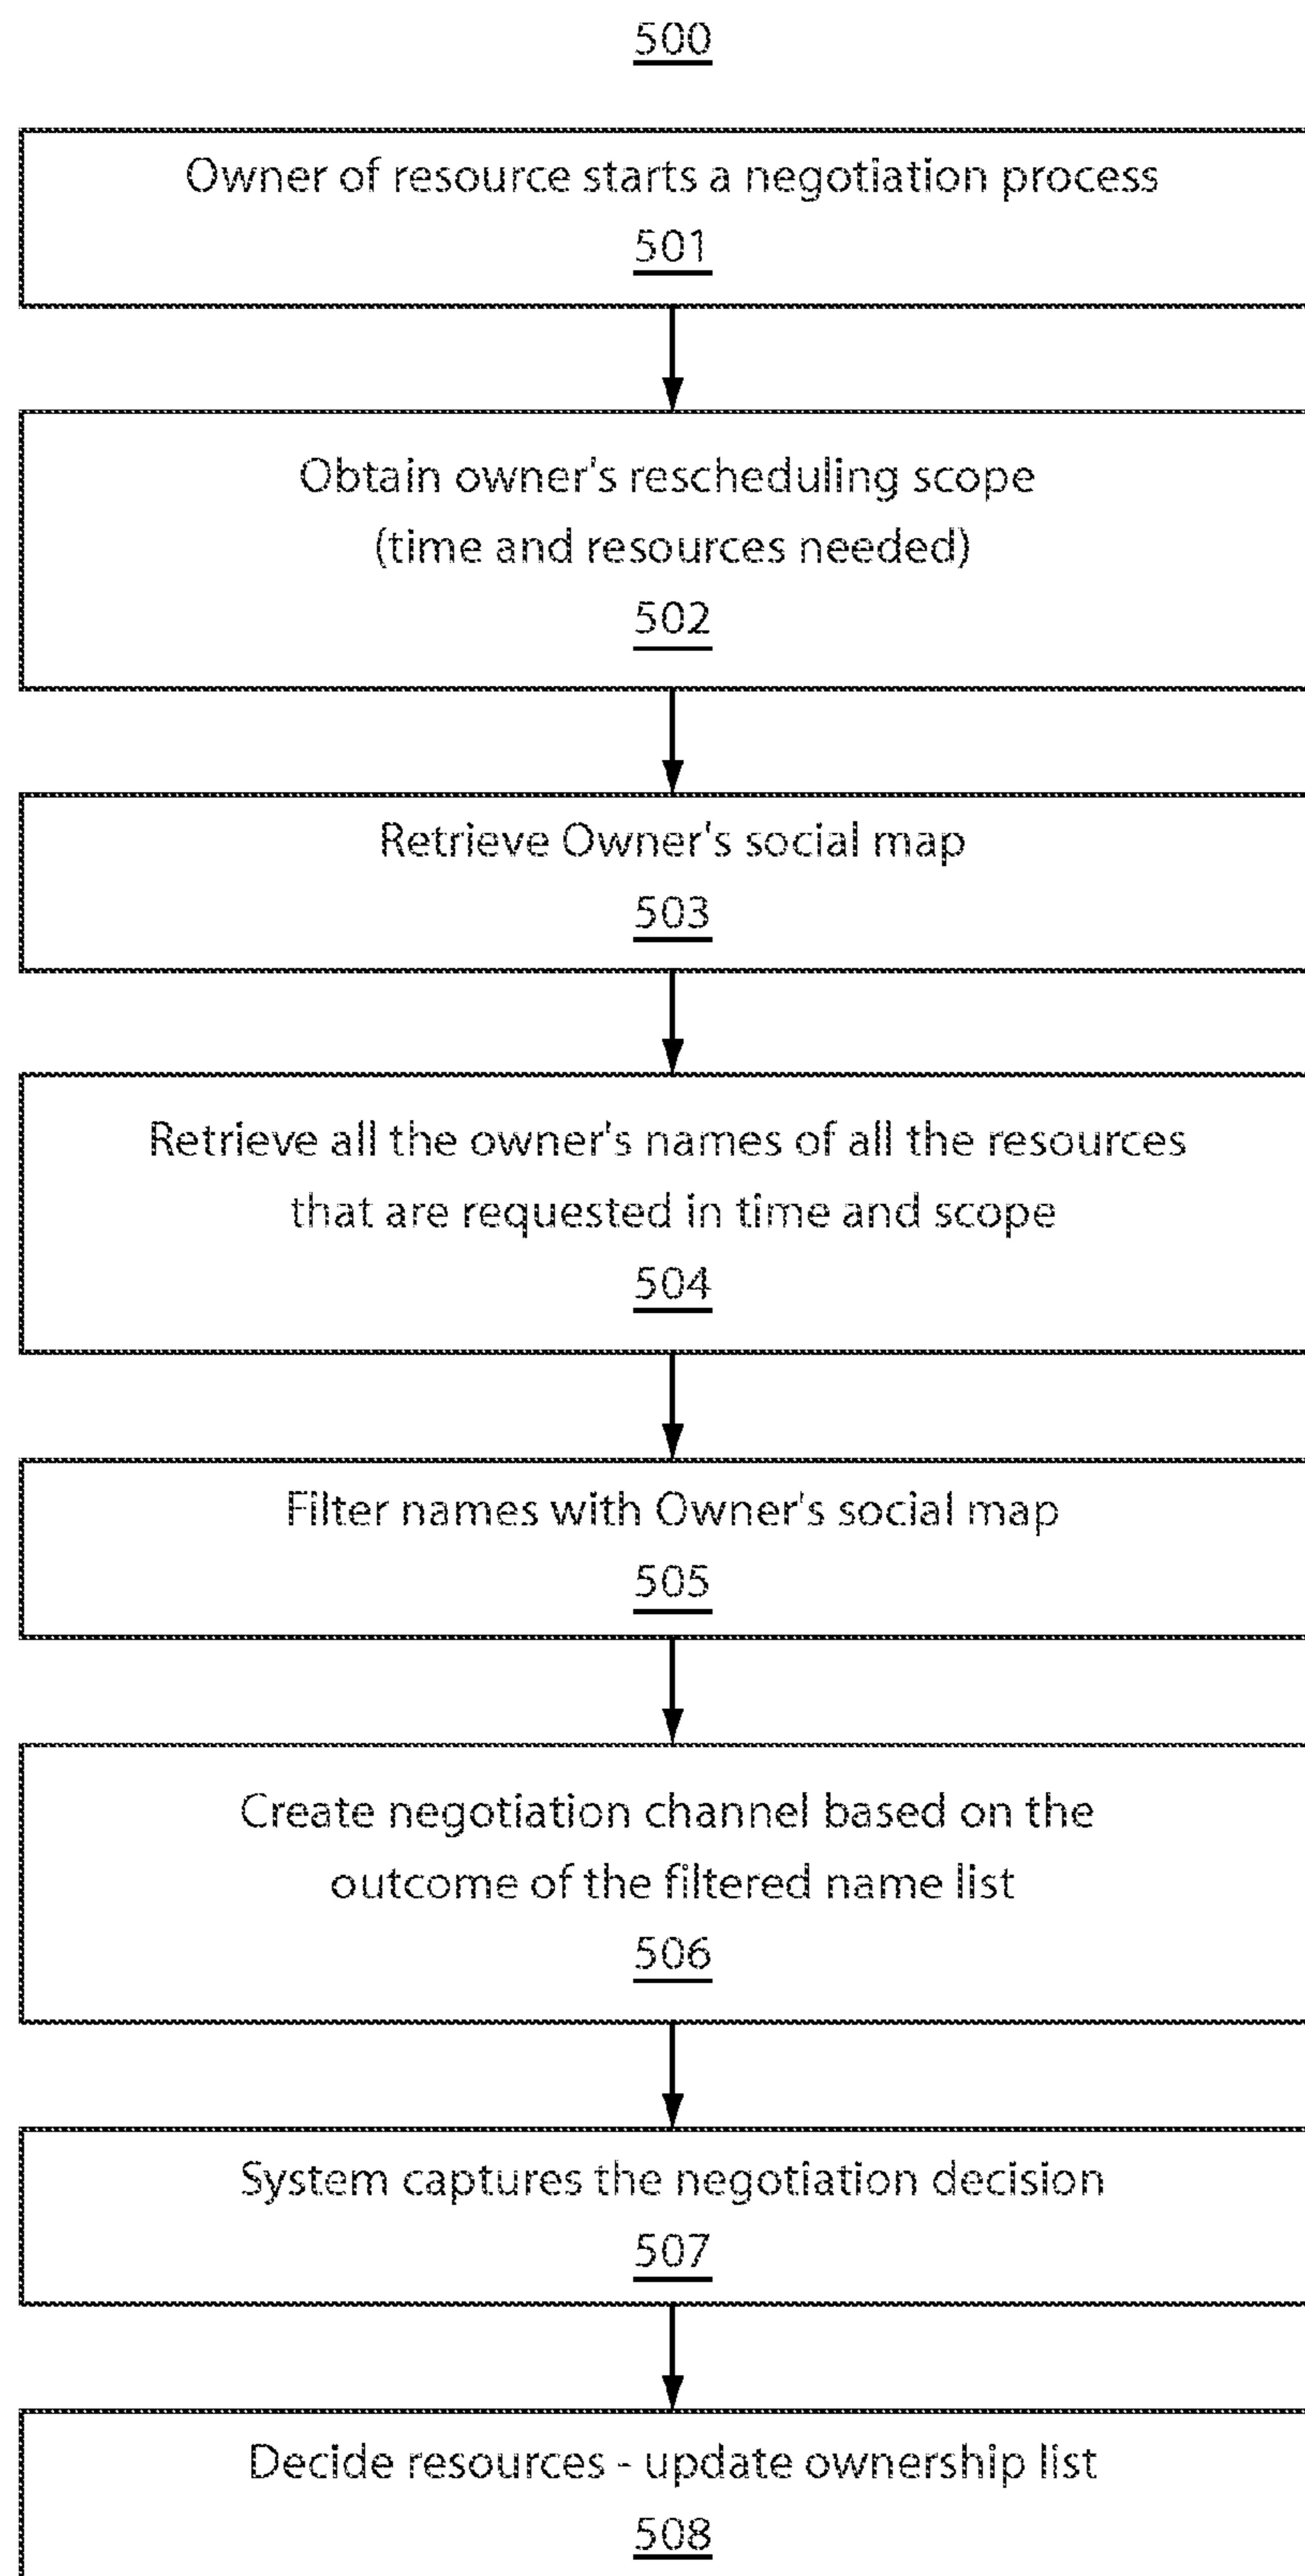 500
Owner of resource starts a negotiation process
501
Obtain owner's rescheduling scope
(time and resources needed)
502
Retrieve Owner's social map
503
Retrieve all the owner's names of all the resources
that are requested in time and scope
504
Filter names with Owner's social map
505
Create negotiation channel based on the
outcome of the filtered name list
506
System captures the negotiation decision
507
Decide resources - update ownership list
508